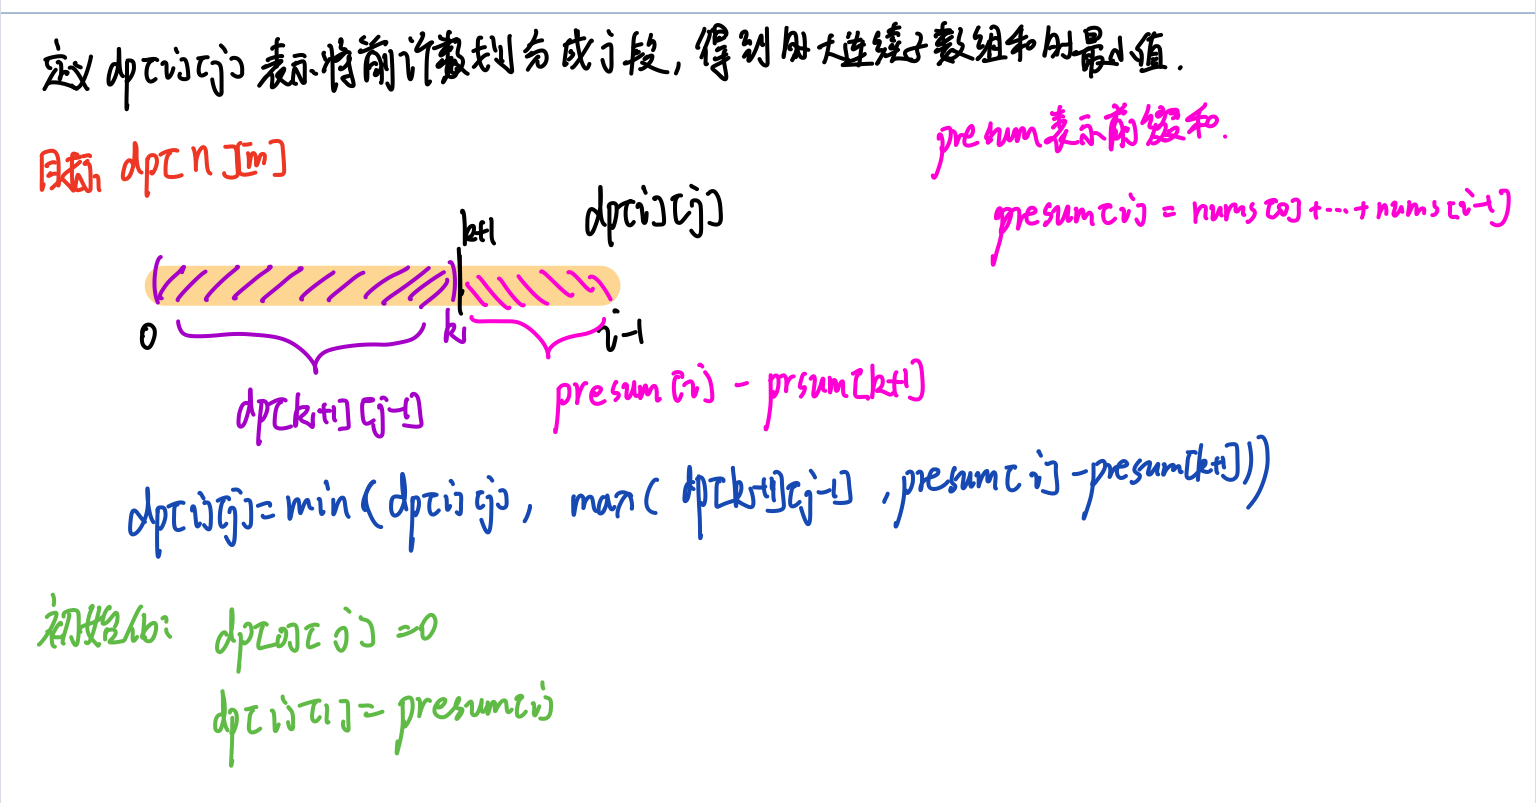 定义 dp[i][j] 表示将前i个数划分成j段,得到的大连续子数组和的最小值.
目标 dp[n][m]
presum表示前缀和.
presum[i] = nums[0]+…+nums[i-1]
k+1
dp[i][j]
0
k
i-1
dp[k+1][j-1]
presum[i] - prsum[k+1]
dp[i][j]=min(dp[i][j], max( dp[k+1][j-1] ,presum[i]-presum[k+1]))
初始化:
dp[0][j]=0
dp[i][1]=presum[i]